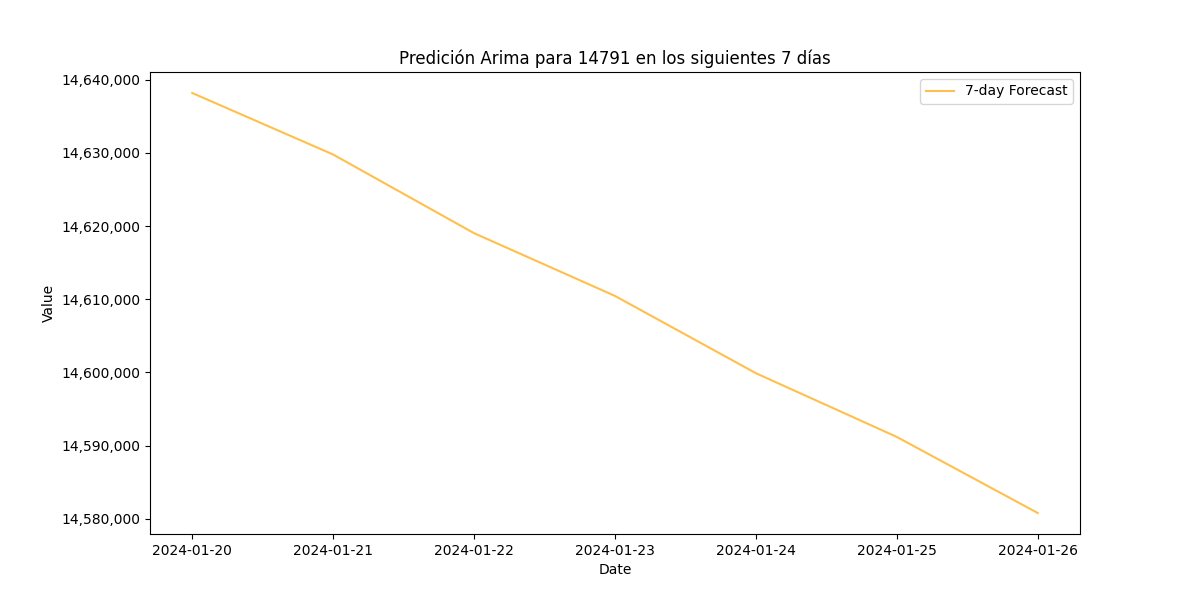 Predición Arima para 14791 en los siguientes 7 días
7-day Forecast
Value
14,640,000
14,630,000
14,620,000
14,610,000
14,600,000
14,590,000
14,580,000
2024-01-20 2024-01-21 2024-01-22 2024-01-23 2024-01-24 2024-01-25 2024-01-26
Date